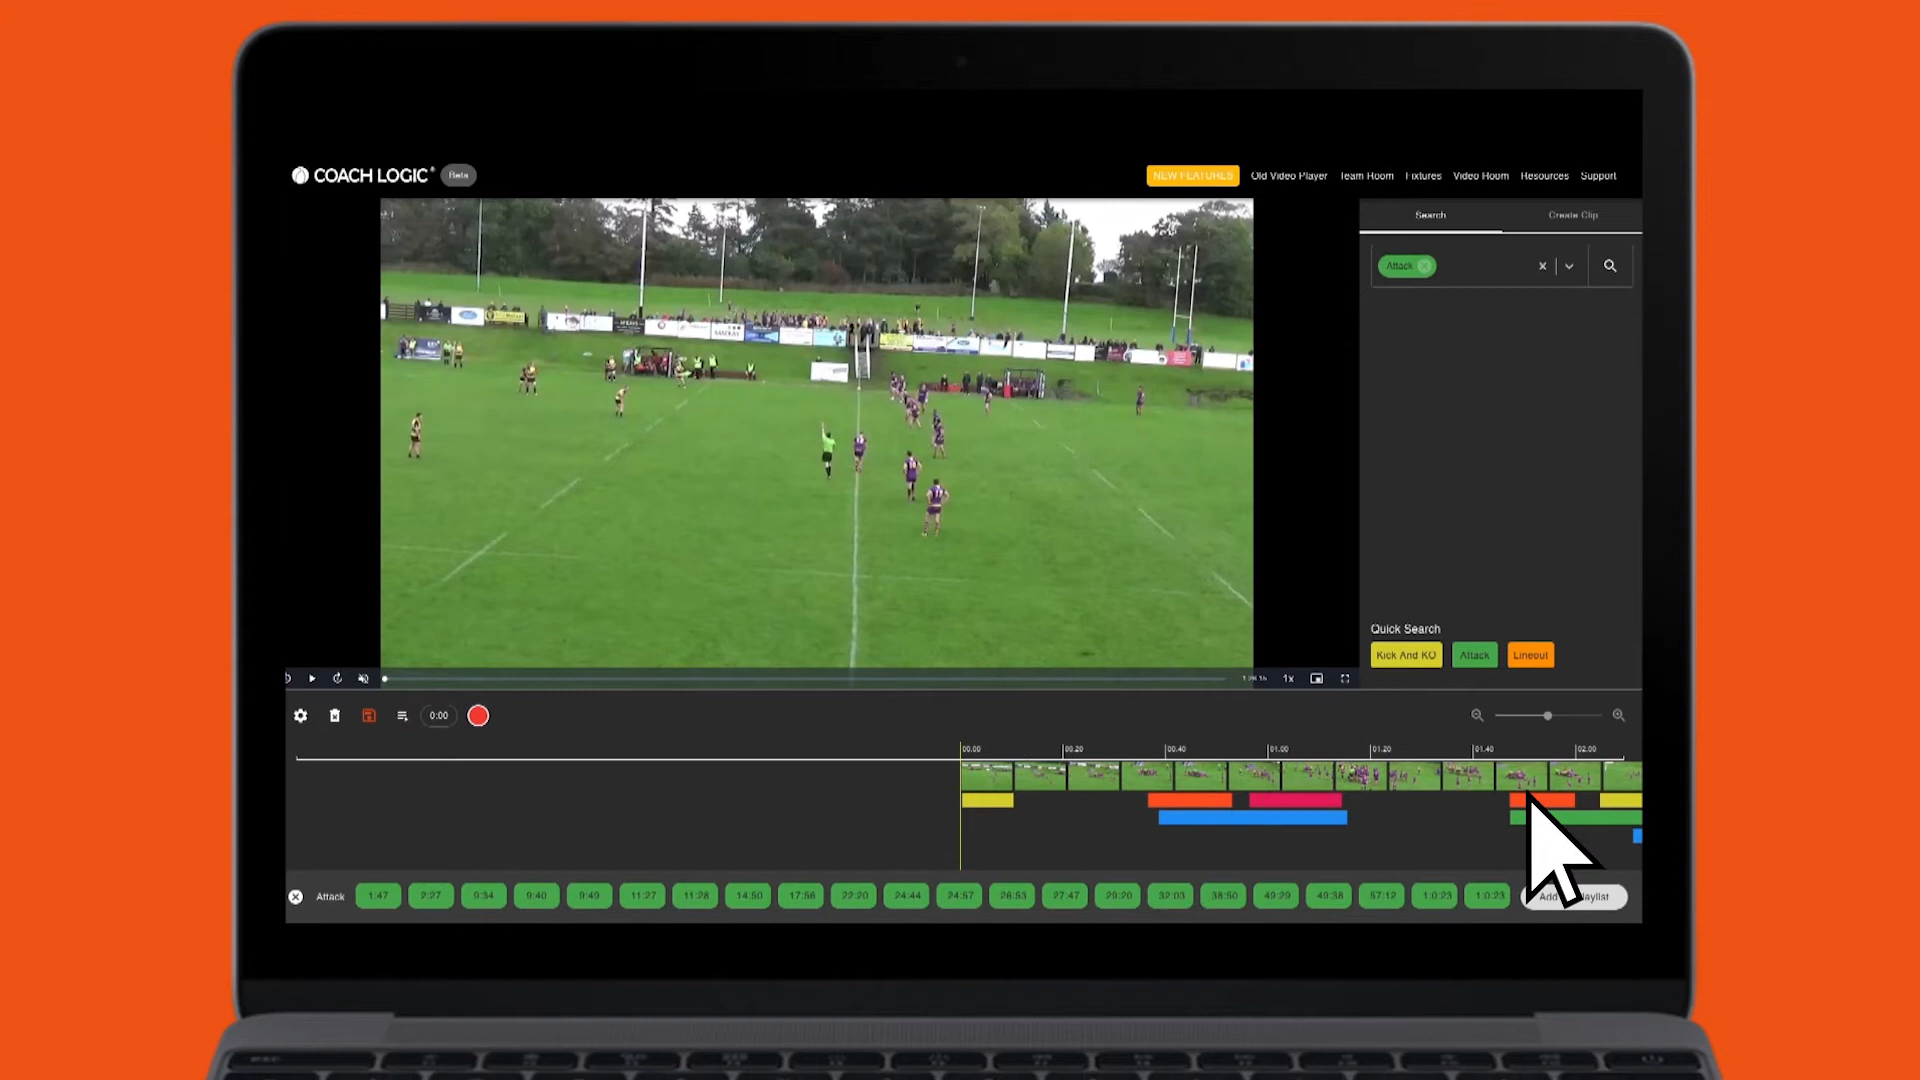 COACH LOGIC® Beta
NEW FEATURES Old Video Player Team Room Fixtures Video Room Resources Support
Search Create Clip
Attack
Quick Search
Kick And KO Attack Lineout
1x
0:00
00.00 00.20 00.40 01.00 01.20 01.40 02.00
Attack 1:47 2:27 9:34 9:40 9:49 11:27 11:28 14:50 17:56 22:20 24:44 24:57 26:53 27:47 29:20 32:03 38:50 49:29 49:38 57:12 1:0:23 1:0:23 Add